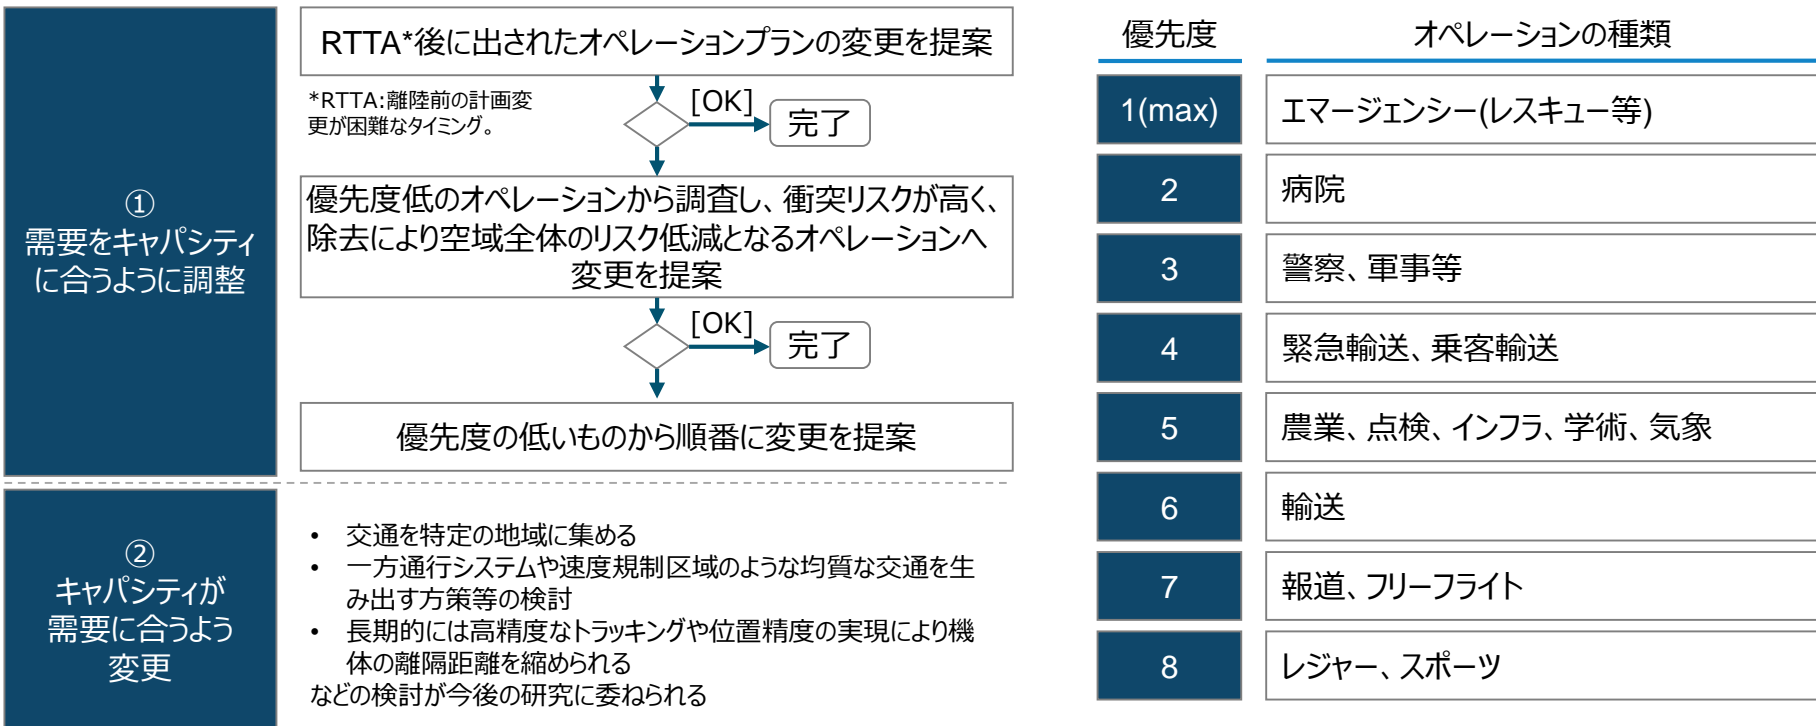 ①
需要をキャパシティ
に合うように調整
RTTA*後に出されたオペレーションプランの変更を提案
*RTTA:離陸前の計画変
更が困難なタイミング。
[OK]
完了
優先度低のオペレーションから調査し、衝突リスクが高く、
除去により空域全体のリスク低減となるオペレーションへ
変更を提案
[OK]
完了
優先度の低いものから順番に変更を提案
②
キャパシティが
需要に合うよう
変更
• 交通を特定の地域に集める
• 一方通行システムや速度規制区域のような均質な交通を生
み出す方策等の検討
• 長期的には高精度なトラッキングや位置精度の実現により機
体の離隔距離を縮められる
などの検討が今後の研究に委ねられる
優先度 オペレーションの種類
1(max) エマージェンシー(レスキュー等)
2 病院
3 警察、軍事等
4 緊急輸送、乗客輸送
5 農業、点検、インフラ、学術、気象
6 輸送
7 報道、フリーフライト
8 レジャー、スポーツ